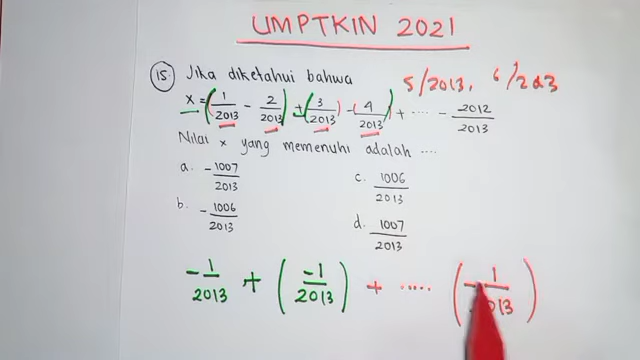 UMPTKIN 2021
15. Jika diketahui bahwa
5/2013, 6/2013
x = (1/2013 - 2/2013) + (3/2013 - 4/2013) + .... - 2012/2013
Nilai x yang memenuhi adalah ....
a. -1007/2013
c. 1006/2013
b. -1006/2013
d. 1007/2013
-1/2013 + (-1/2013) + ..... (-1/2013)